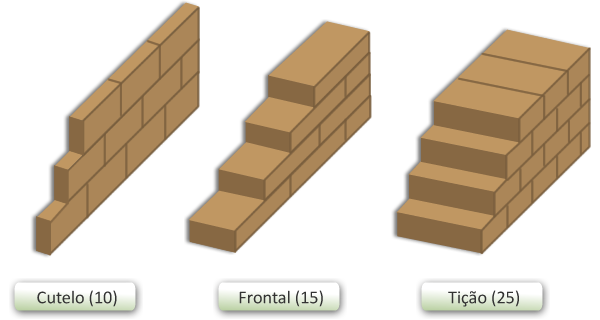 Cutelo (10)
Frontal (15)
Tição (25)